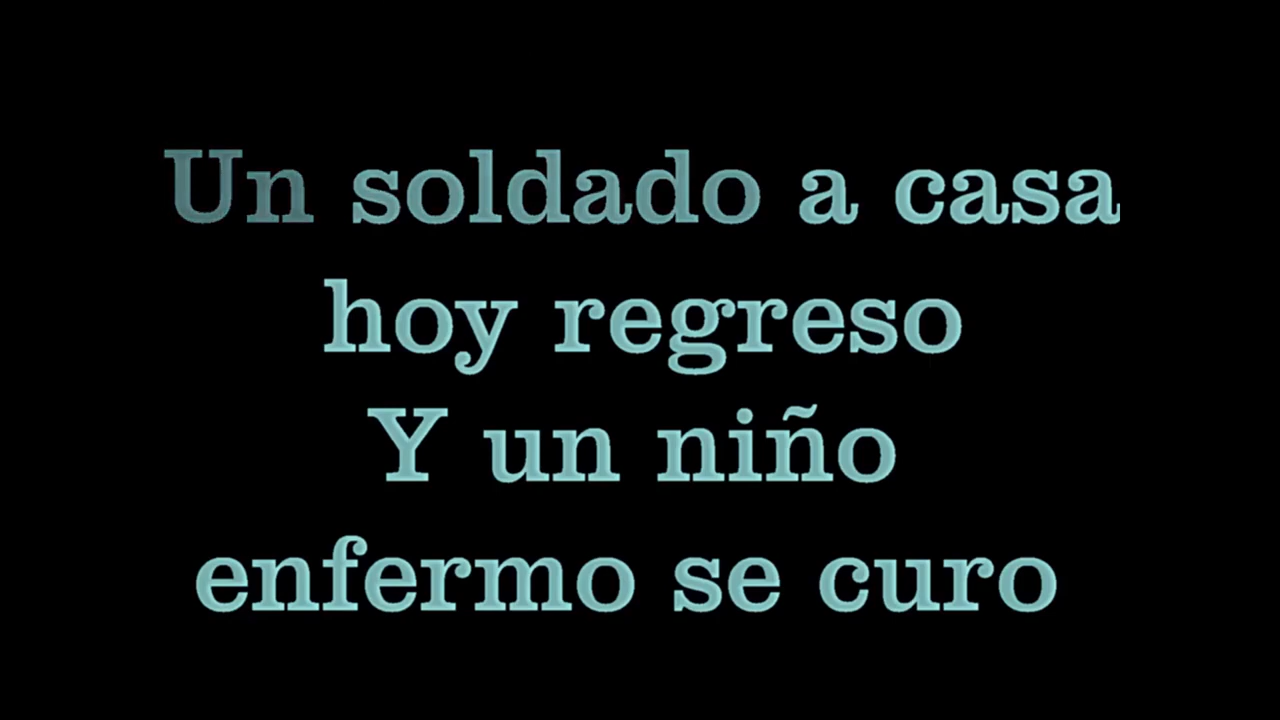 Un soldado a casa
hoy regreso
Y un niño
enfermo se curo